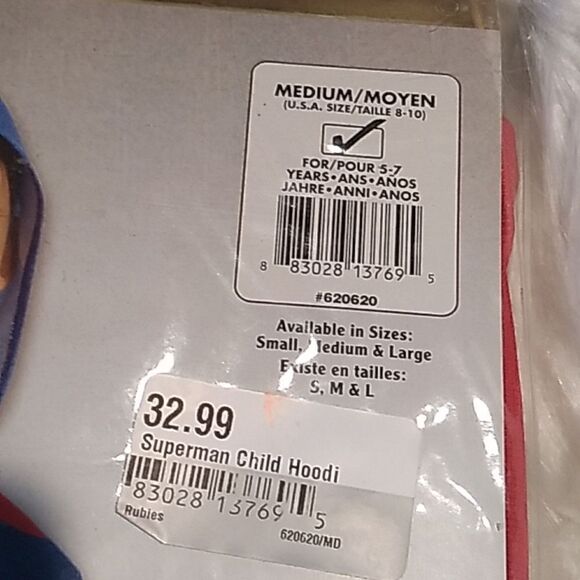 MEDIUM/MOYEN
(U.S.A. SIZE/TAILLE 8-10)
FOR/POUR 5-7
YEARS•ANS•AÑOS
JAHRE•ANNI•ANOS
8 83028 13769 5
#620620
Available in Sizes:
Small, Medium & Large
Existe en tailles:
S, M & L
32.99
Superman Child Hoodi
83028 13769 5
Rubies
620620/MD